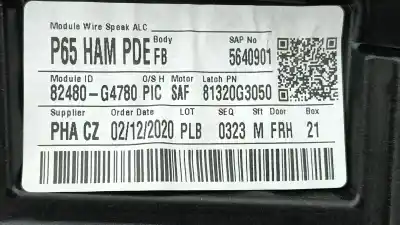 Module Wire Speak ALC Body SAP No
P65 HAM PDE FB 5640901
Module ID O/S H Motor Latch PN
82480-G4780 PIC SAF 81320G3050
Supplier Order Date LOT SEQ Sft Door Box
PHA CZ 02/12/2020 PLB 0323 M FRH 21